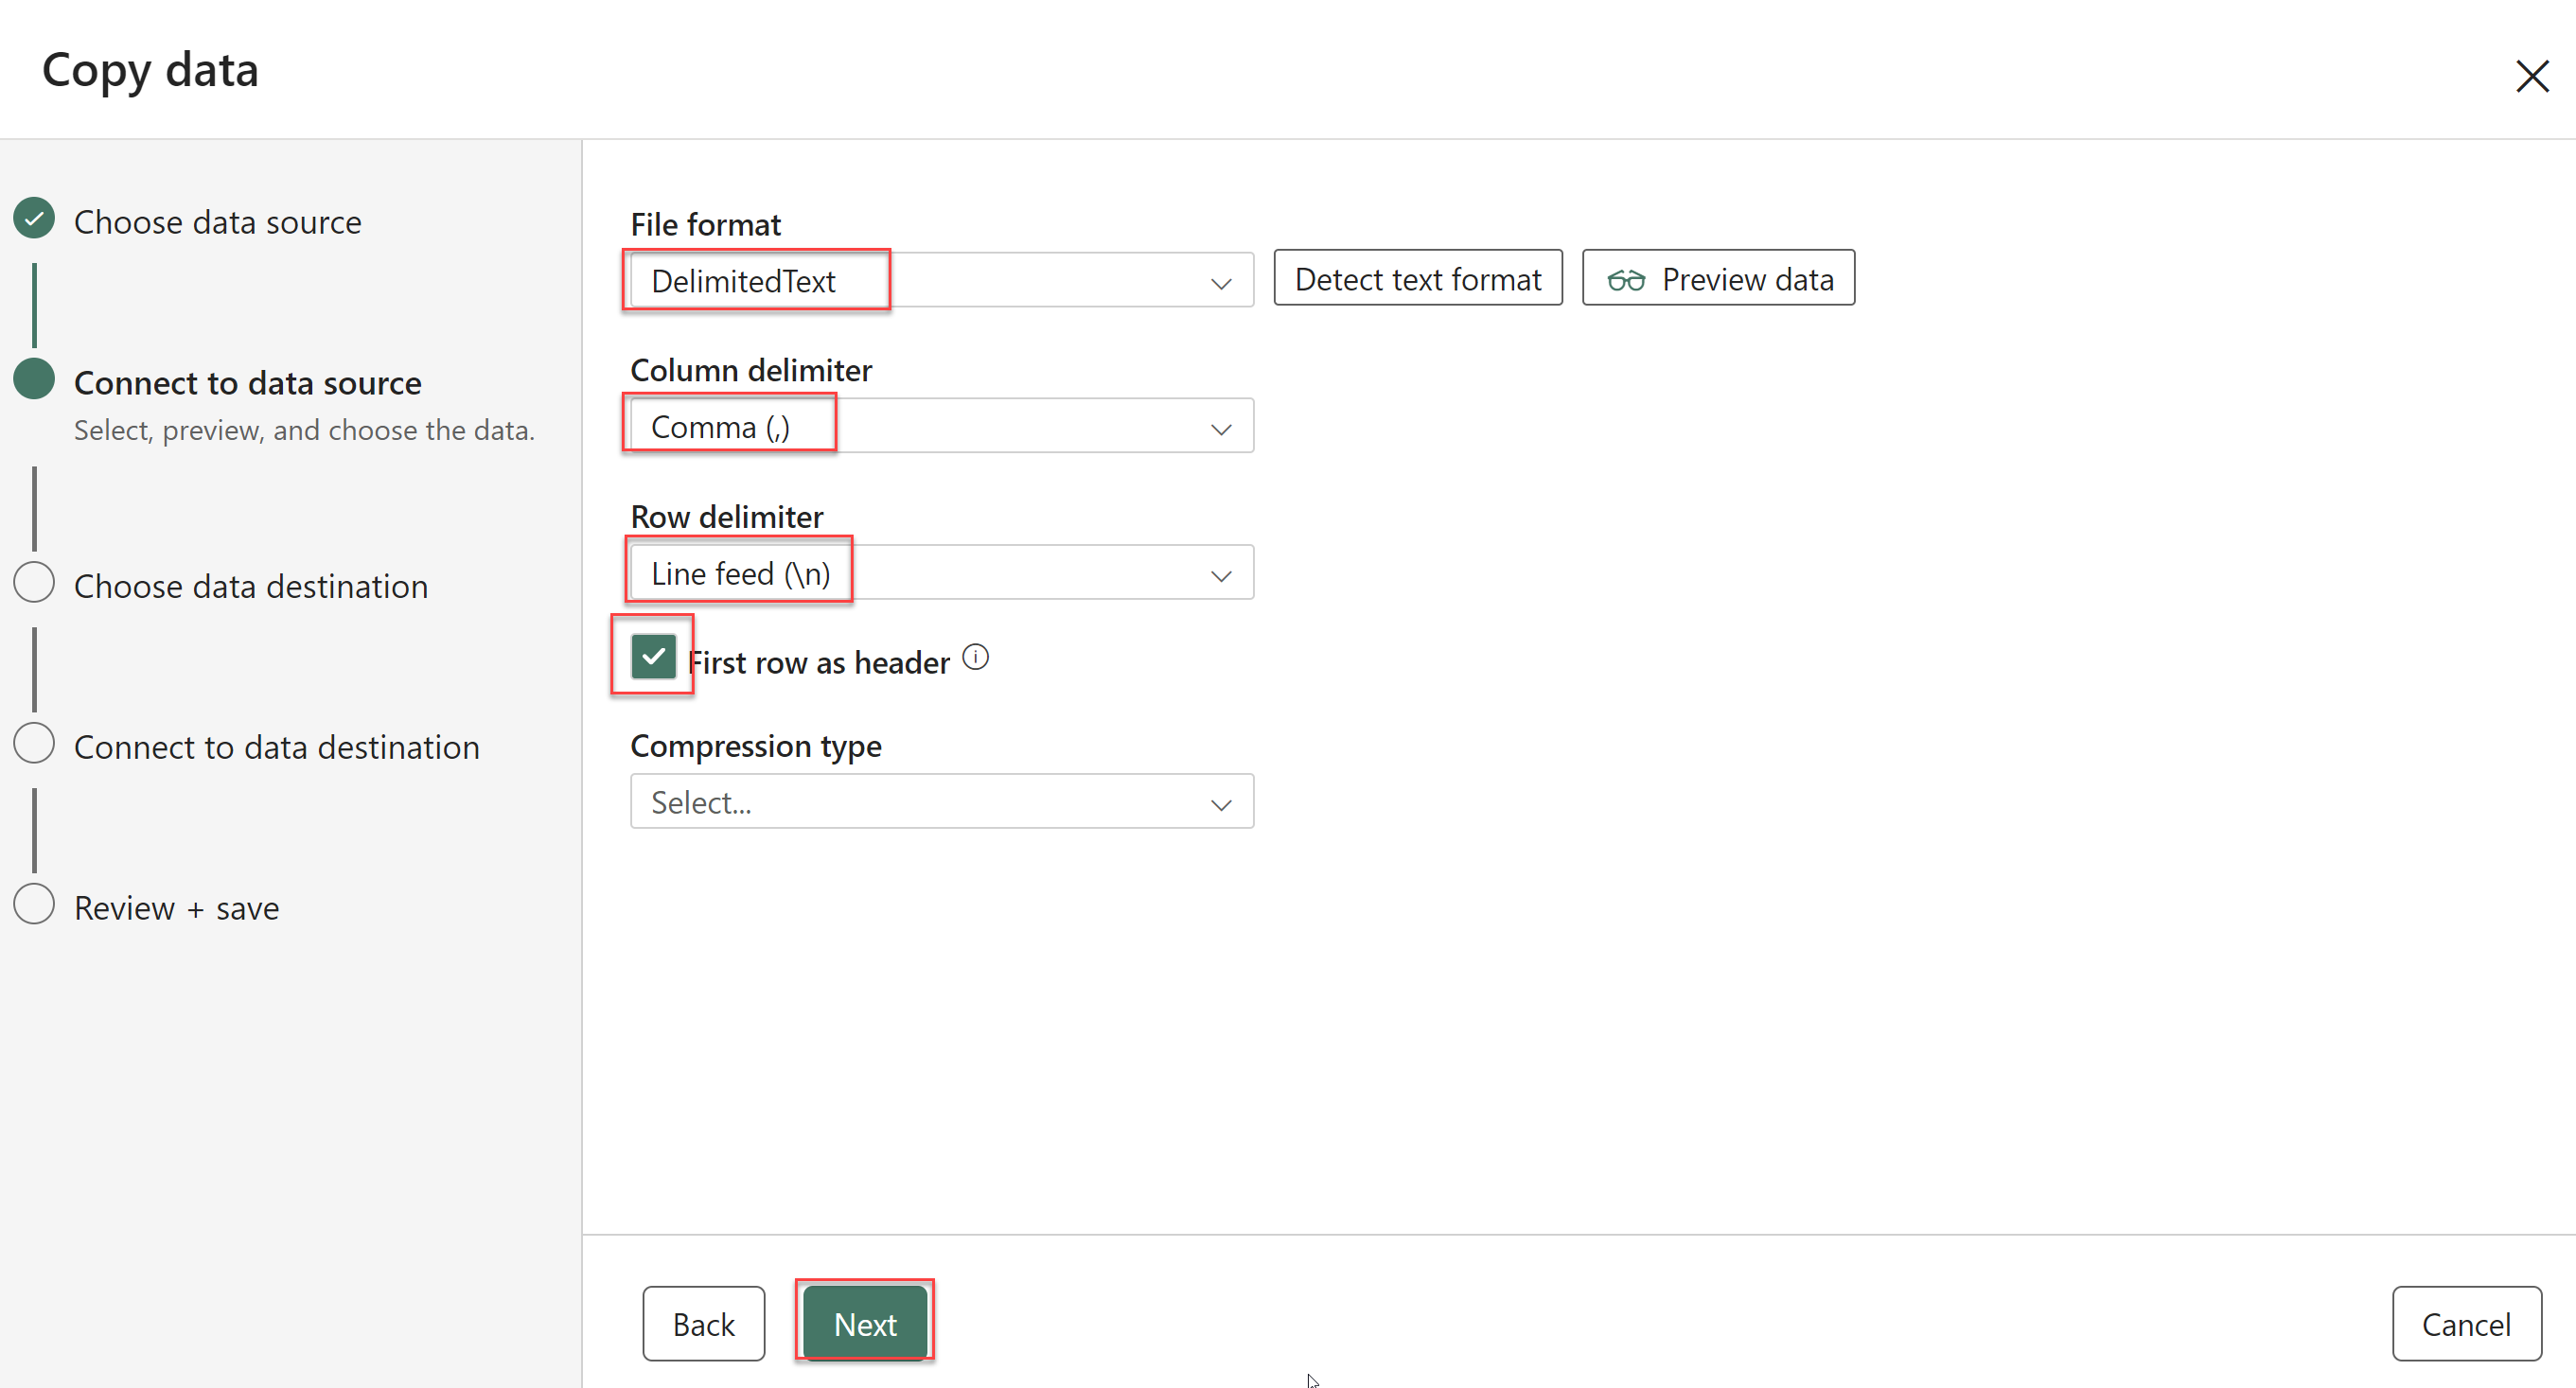 Copy data
Choose data source
Connect to data source
Select, preview, and choose the data.
Choose data destination
Connect to data destination
Review + save
File format
DelimitedText
Detect text format
Preview data
Column delimiter
Comma (,)
Row delimiter
Line feed (\n)
First row as header
Compression type
Select...
Back
Next
Cancel